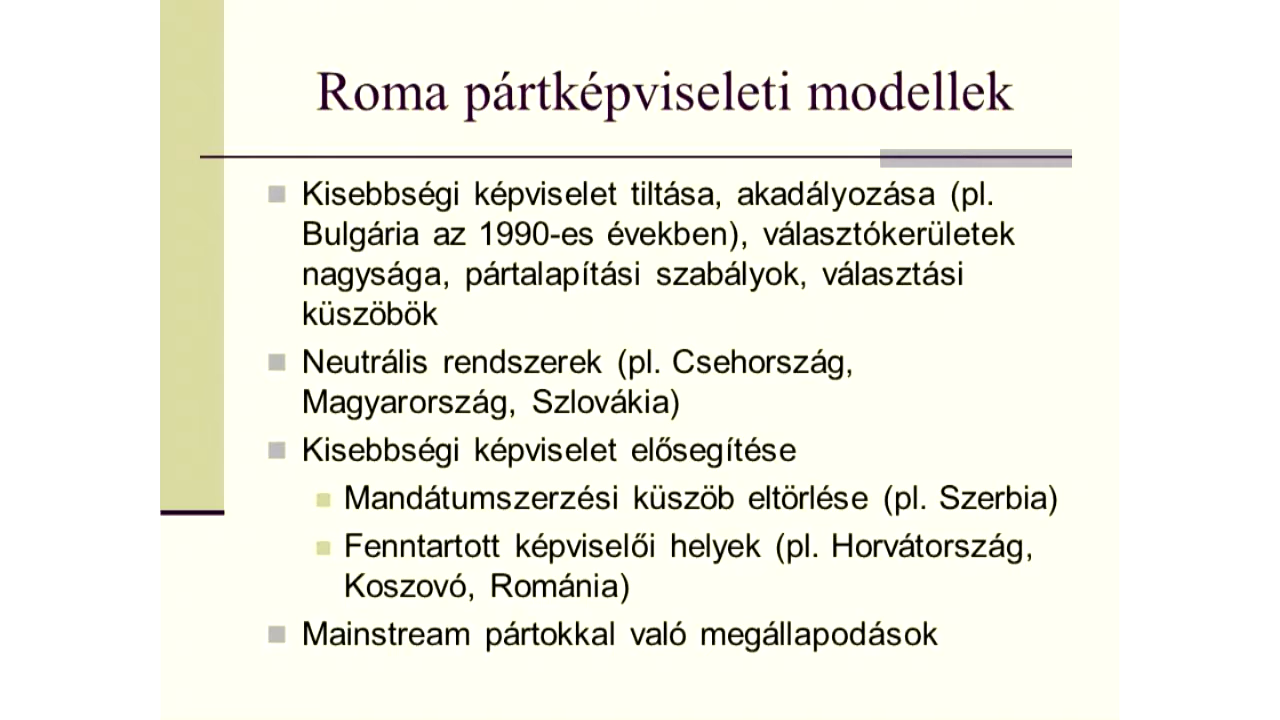 Roma pártképviseleti modellek
Kisebbségi képviselet tiltása, akadályozása (pl.
Bulgária az 1990-es években), választókerületek
nagysága, pártalapítási szabályok, választási
küszöbök
Neutrális rendszerek (pl. Csehország,
Magyarország, Szlovákia)
Kisebbségi képviselet elősegítése
Mandátumszerzési küszöb eltörlése (pl. Szerbia)
Fenntartott képviselői helyek (pl. Horvátország,
Koszovó, Románia)
Mainstream pártokkal való megállapodások